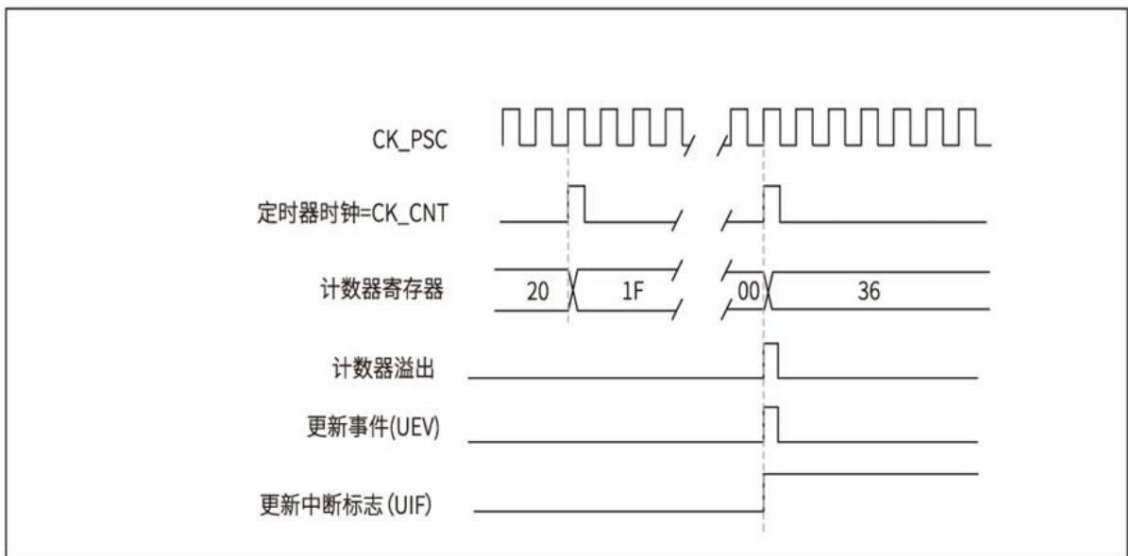 CK_PSC
定时器时钟=CK_CNT
计数器寄存器 20 1F 00 36
计数器溢出
更新事件(UEV)
更新中断标志(UIF)